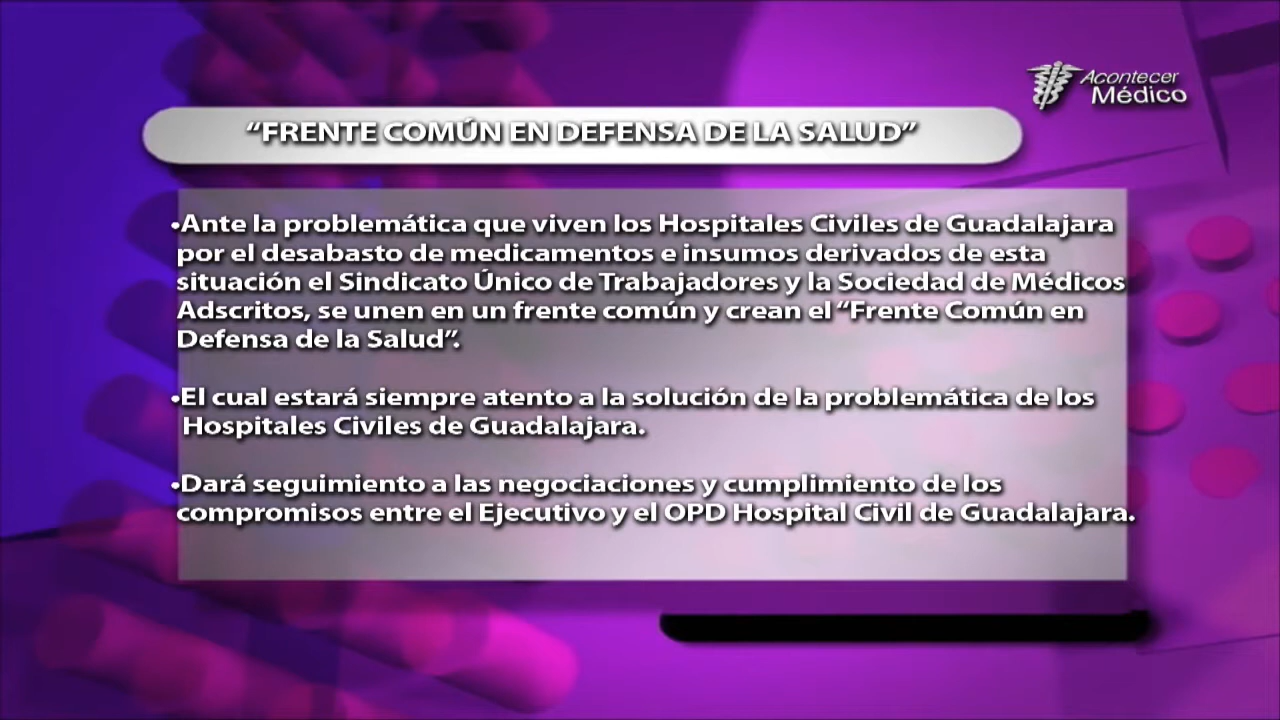 Acontecer
Médico
“FRENTE COMÚN EN DEFENSA DE LA SALUD”
•Ante la problemática que viven los Hospitales Civiles de Guadalajara
por el desabasto de medicamentos e insumos derivados de esta
situación el Sindicato Único de Trabajadores y la Sociedad de Médicos
Adscritos, se unen en un frente común y crean el “Frente Común en
Defensa de la Salud”.
•El cual estará siempre atento a la solución de la problemática de los
Hospitales Civiles de Guadalajara.
•Dará seguimiento a las negociaciones y cumplimiento de los
compromisos entre el Ejecutivo y el OPD Hospital Civil de Guadalajara.